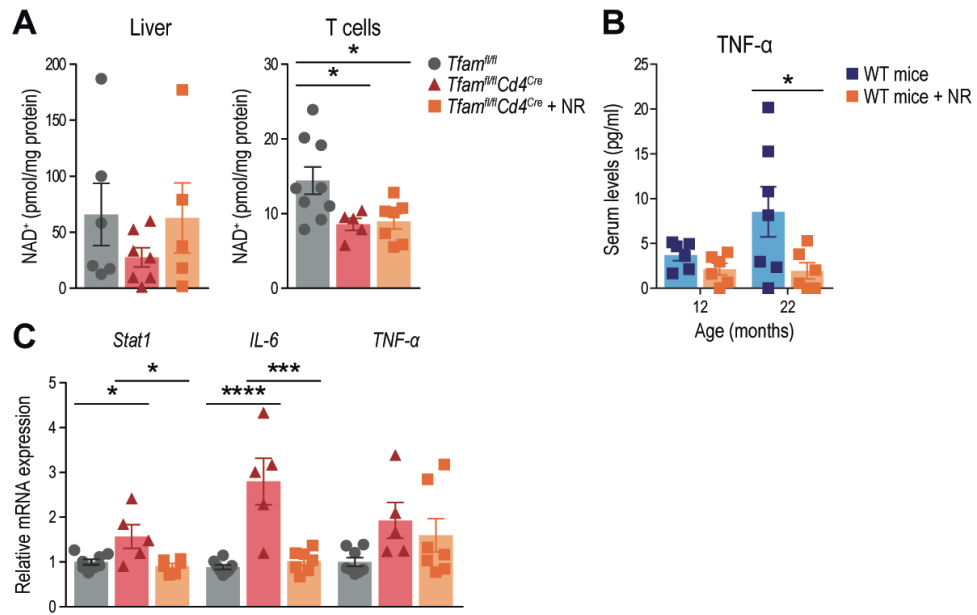 A
Liver
NAD+ (pmol/mg protein)
200
150
100
50
0
T cells
NAD+ (pmol/mg protein)
30
20
10
0
*
*
Tfamfl/fl
Tfamfl/flCd4Cre
Tfamfl/flCd4Cre + NR
B
TNF-α
Serum levels (pg/ml)
25
20
15
10
5
0
*
12
22
Age (months)
WT mice
WT mice + NR
C
Stat1
IL-6
TNF-α
Relative mRNA expression
5
4
3
2
1
0
*
*
****
***